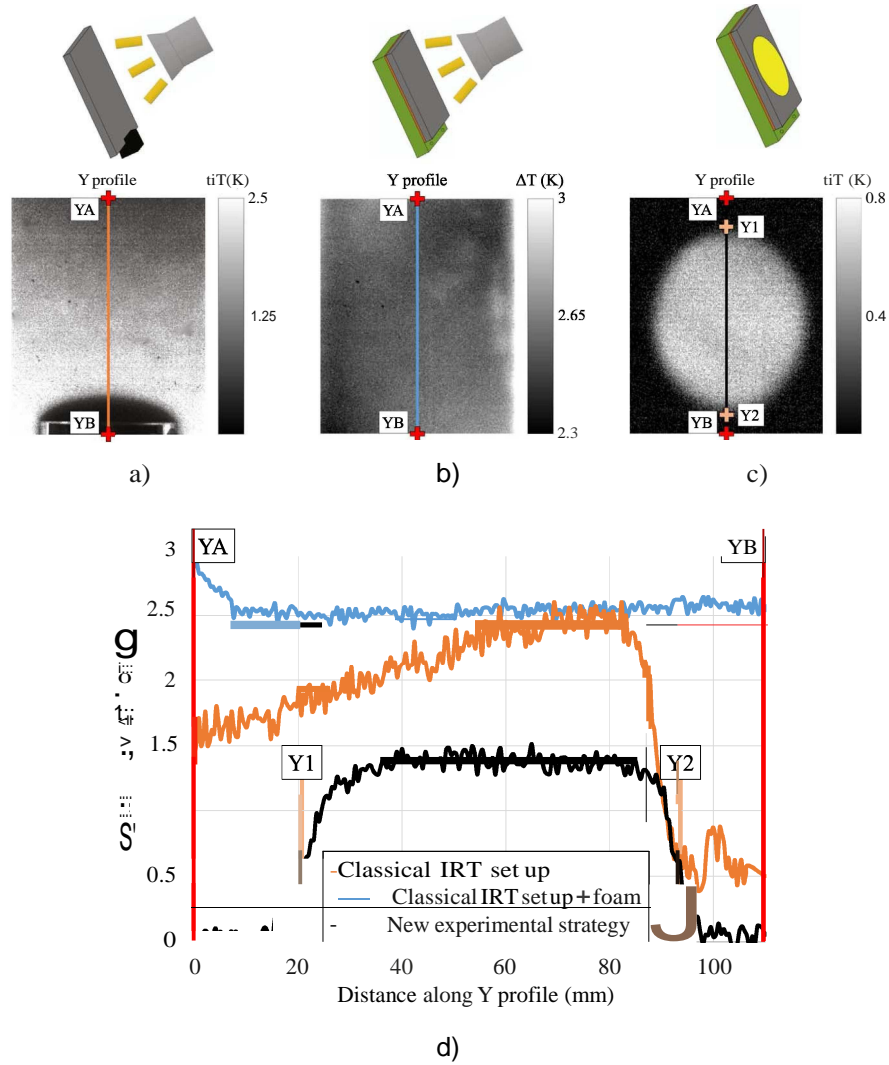 Y profile tiT(K)
2.5
YA
1.25
YB
a)
Y profile ΔT (K)
3
YA
2.65
YB
2.3
b)
Y profile tiT (K)
0.8
YA
Y1
0.4
Y2
YB
c)
3
YA
YB
2.5
g
2
1.5
Y1
Y2
0.5
-Classical IRT set up
Classical IRT set up + foam
- New experimental strategy
J
0
0 20 40 60 80 100
Distance along Y profile (mm)
d)